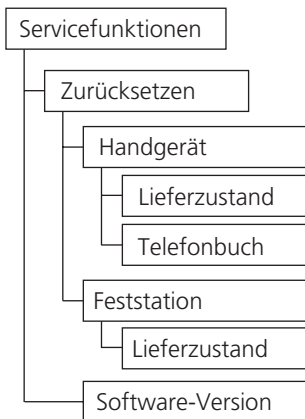 Servicefunktionen
Zurücksetzen
Handgerät
Lieferzustand
Telefonbuch
Feststation
Lieferzustand
Software-Version